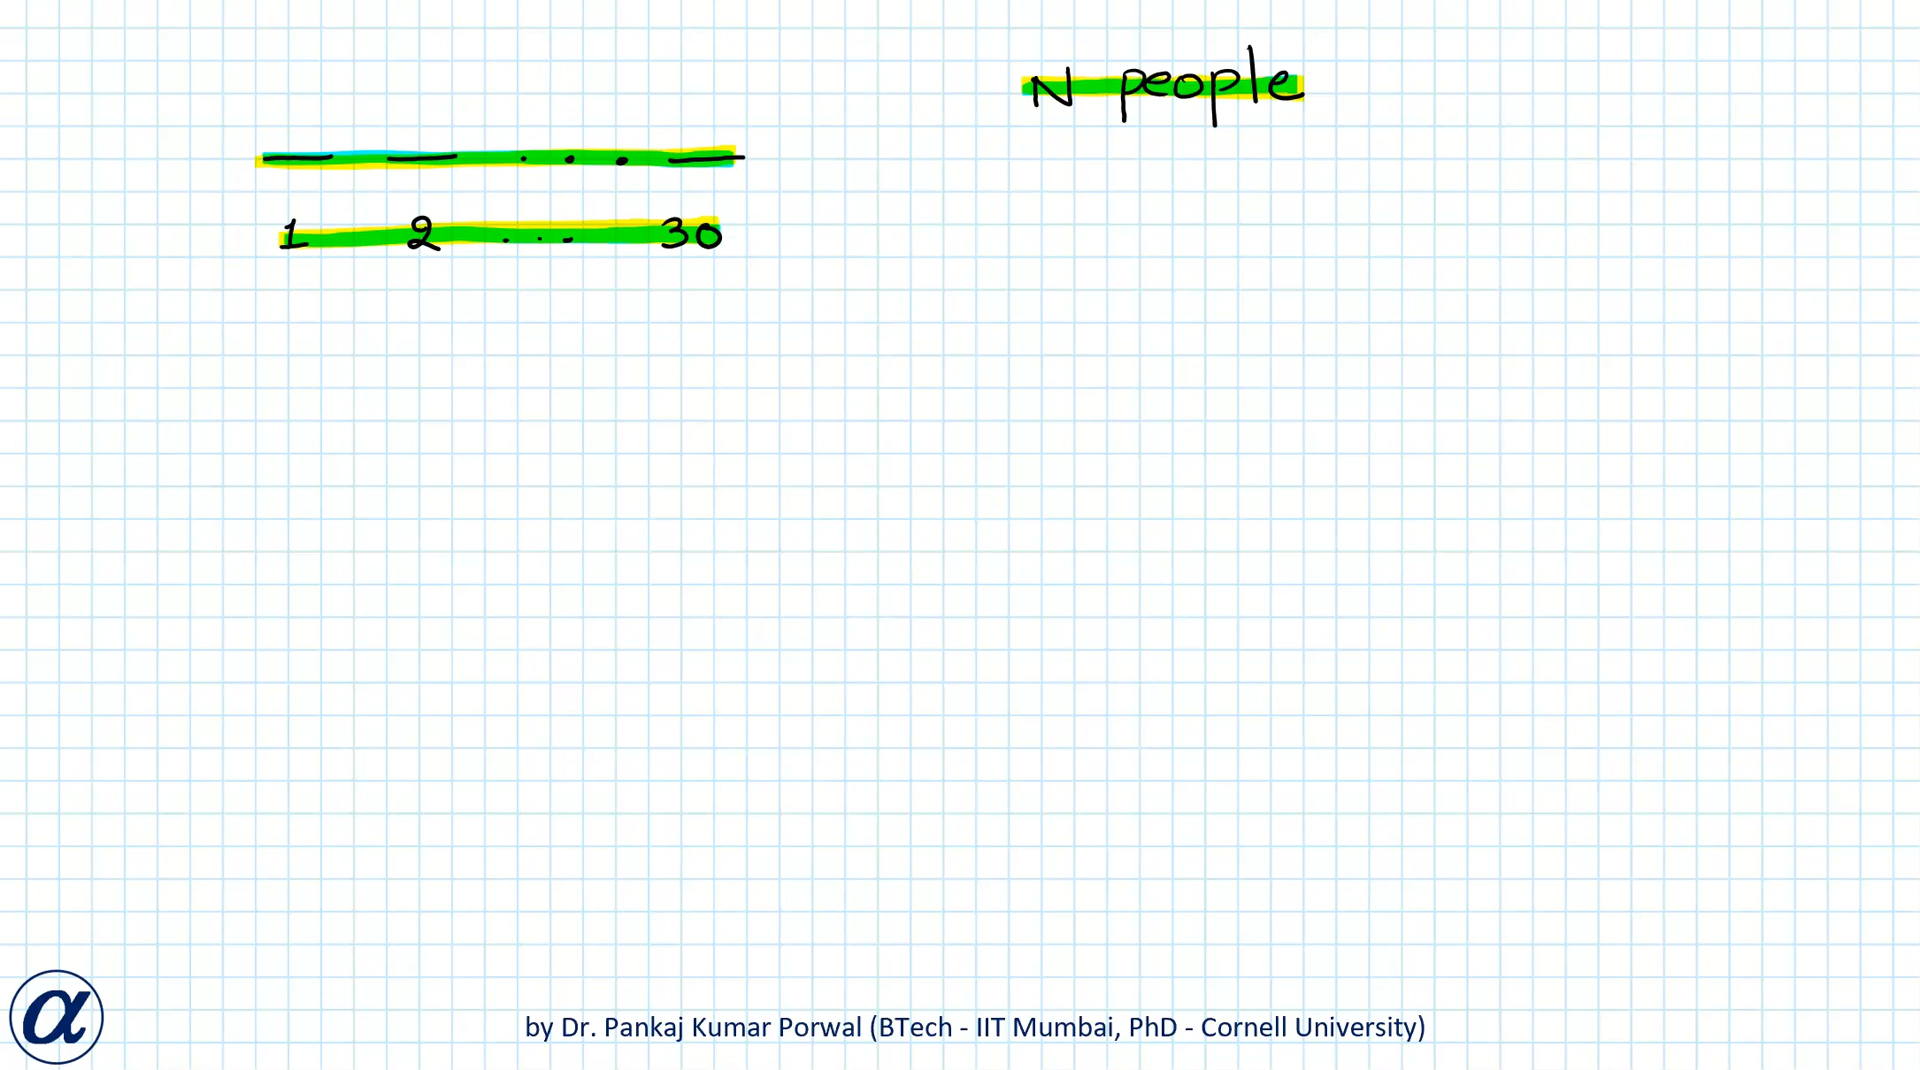 N people
— — . . . —
1 2 . . . 30
α
by Dr. Pankaj Kumar Porwal (BTech - IIT Mumbai, PhD - Cornell University)